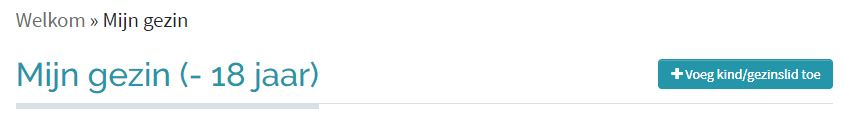 Welkom » Mijn gezin
Mijn gezin (- 18 jaar)
+ Voeg kind/gezinslid toe